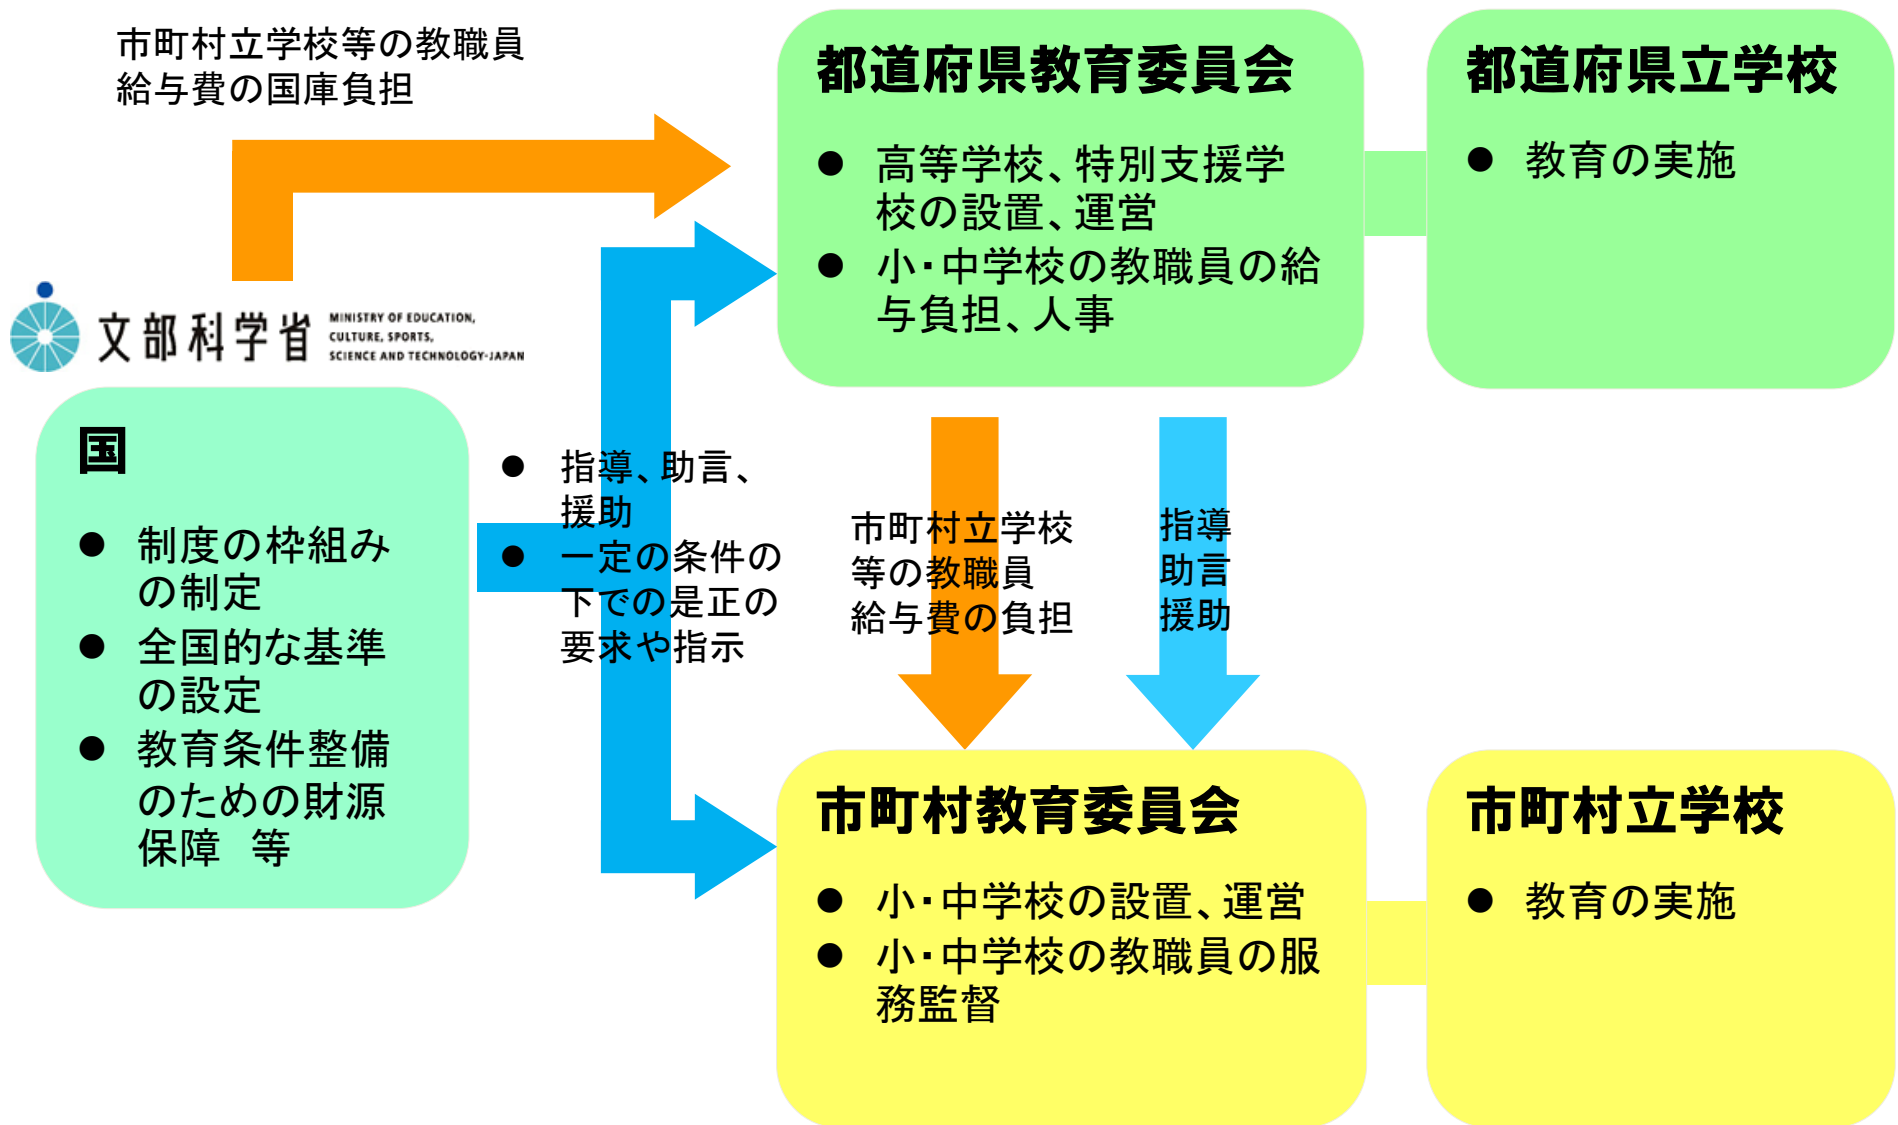 市町村立学校等の教職員
給与費の国庫負担
文部科学省
MINISTRY OF EDUCATION,
CULTURE, SPORTS,
SCIENCE AND TECHNOLOGY-JAPAN
国
● 制度の枠組み
の制定
● 全国的な基準
の設定
● 教育条件整備
のための財源
保障　等
● 指導、助言、
援助
● 一定の条件の
下での是正の
要求や指示
都道府県教育委員会
● 高等学校、特別支援学
校の設置、運営
● 小・中学校の教職員の給
与負担、人事
都道府県立学校
● 教育の実施
市町村立学校
等の教職員
給与費の負担
指導
助言
援助
市町村教育委員会
● 小・中学校の設置、運営
● 小・中学校の教職員の服
務監督
市町村立学校
● 教育の実施